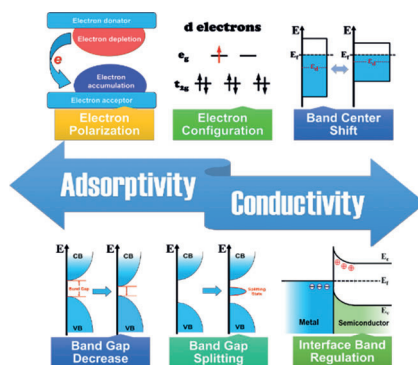 Electron donator
Electron depletion
e
Electron accumulation
Electron acceptor
Electron Polarization
d electrons
eg
t2g
Electron Configuration
E
E
Ef
Ef
Ed
Ed
Band Center Shift
Adsorptivity
Conductivity
E
CB
Band Gap
VB
E
CB
VB
Band Gap Decrease
E
CB
VB
E
CB
Splitting State
VB
Band Gap Splitting
E
Ec
Ef
Ev
Metal
Semiconductor
Interface Band Regulation